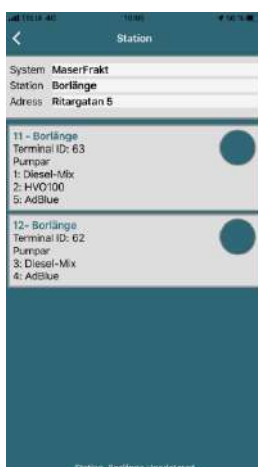 Station
System MaserFrakt
Station Borlänge
Adress Ritargatan 5
11 - Borlänge
Terminal ID: 63
Pumpar
1: Diesel-Mix
2: HVO100
5: AdBlue
12- Borlänge
Terminal ID: 62
Pumpar
3: Diesel-Mix
4: AdBlue